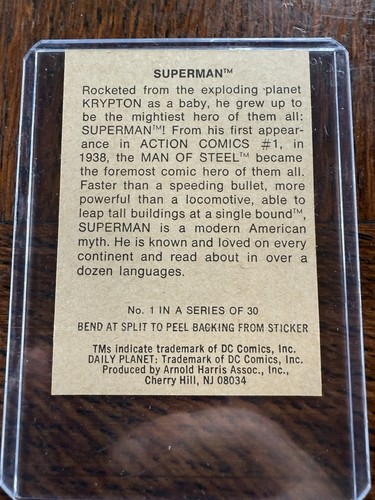 SUPERMAN™
Rocketed from the exploding planet
KRYPTON as a baby, he grew up to
be the mightiest hero of them all:
SUPERMAN™! From his first appear-
ance in ACTION COMICS #1, in
1938, the MAN OF STEEL™ became
the foremost comic hero of them all.
Faster than a speeding bullet, more
powerful than a locomotive, able to
leap tall buildings at a single bound™,
SUPERMAN is a modern American
myth. He is known and loved on every
continent and read about in over a
dozen languages.
No. 1 IN A SERIES OF 30
BEND AT SPLIT TO PEEL BACKING FROM STICKER
TMs indicate trademark of DC Comics, Inc.
DAILY PLANET: Trademark of DC Comics, Inc.
Produced by Arnold Harris Assoc., Inc.,
Cherry Hill, NJ 08034